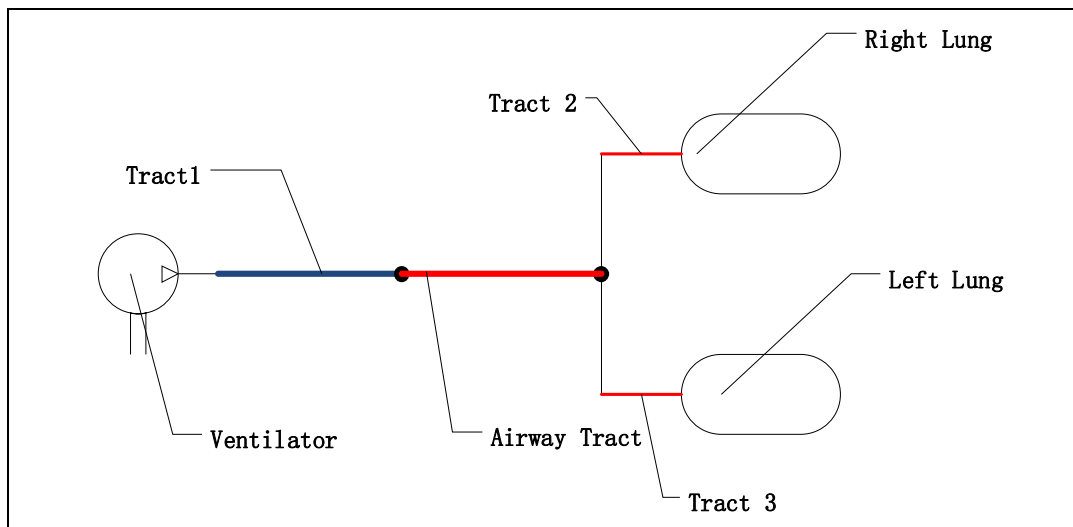 Right Lung
Tract 2
Tract1
Left Lung
Ventilator
Airway Tract
Tract 3